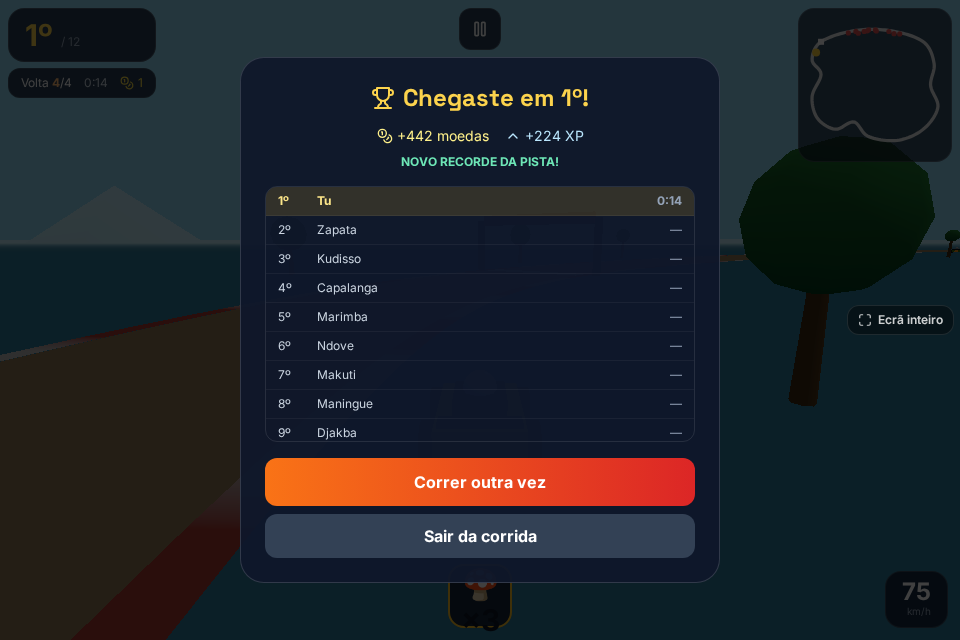 1º / 12
Volta 4/4 0:14 1
Chegaste em 1º!
+442 moedas +224 XP
NOVO RECORDE DA PISTA!
1º Tu 0:14
2º Zapata —
3º Kudisso —
4º Capalanga —
5º Marimba —
6º Ndove —
7º Makuti —
8º Maningue —
9º Djakba —
Ecrã inteiro
Correr outra vez
Sair da corrida
x3
75
km/h